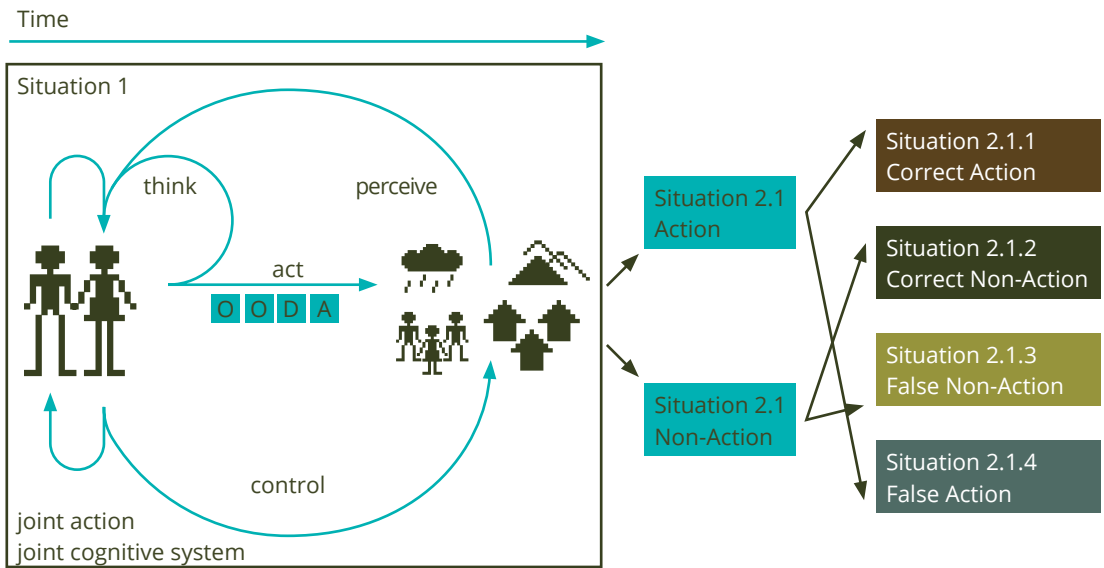 Time
Situation 1
think
perceive
act
O O D A
control
joint action
joint cognitive system
Situation 2.1
Action
Situation 2.1
Non-Action
Situation 2.1.1
Correct Action
Situation 2.1.2
Correct Non-Action
Situation 2.1.3
False Non-Action
Situation 2.1.4
False Action